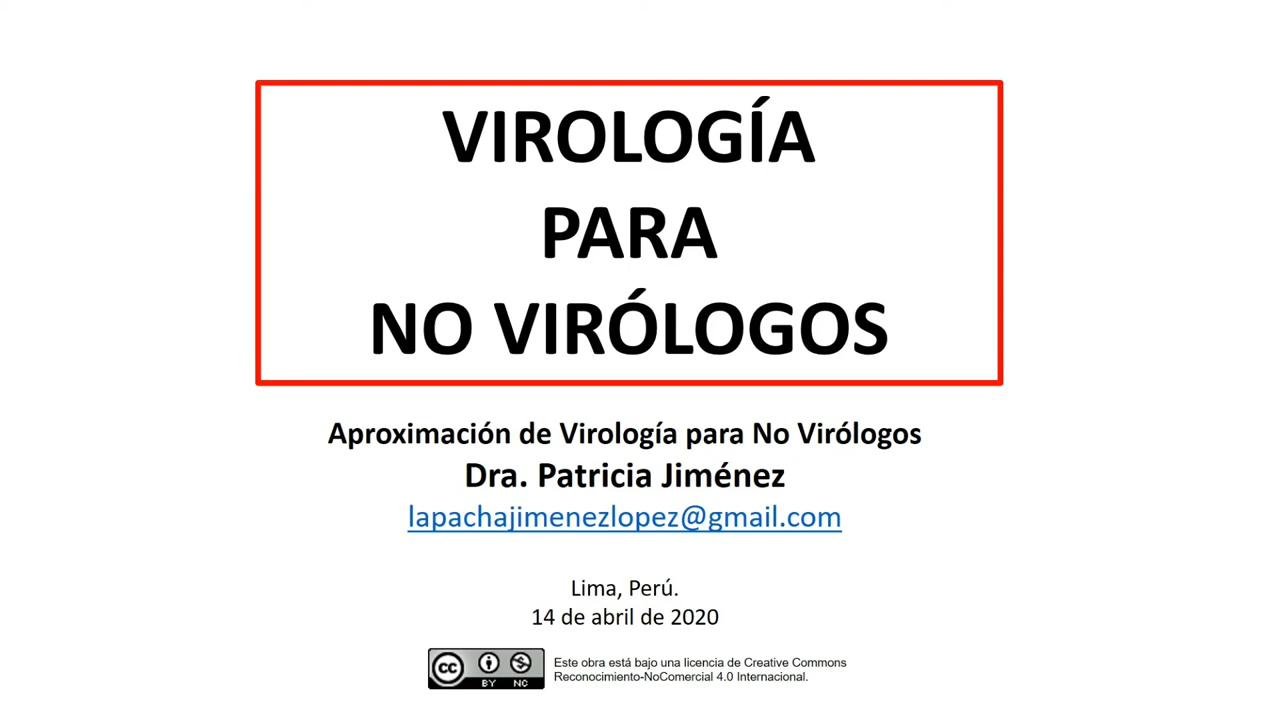 VIROLOGÍA
PARA
NO VIRÓLOGOS
Aproximación de Virología para No Virólogos
Dra. Patricia Jiménez
lapachajimenezlopez@gmail.com
Lima, Perú.
14 de abril de 2020
cc BY NC
Este obra está bajo una licencia de Creative Commons
Reconocimiento-NoComercial 4.0 Internacional.